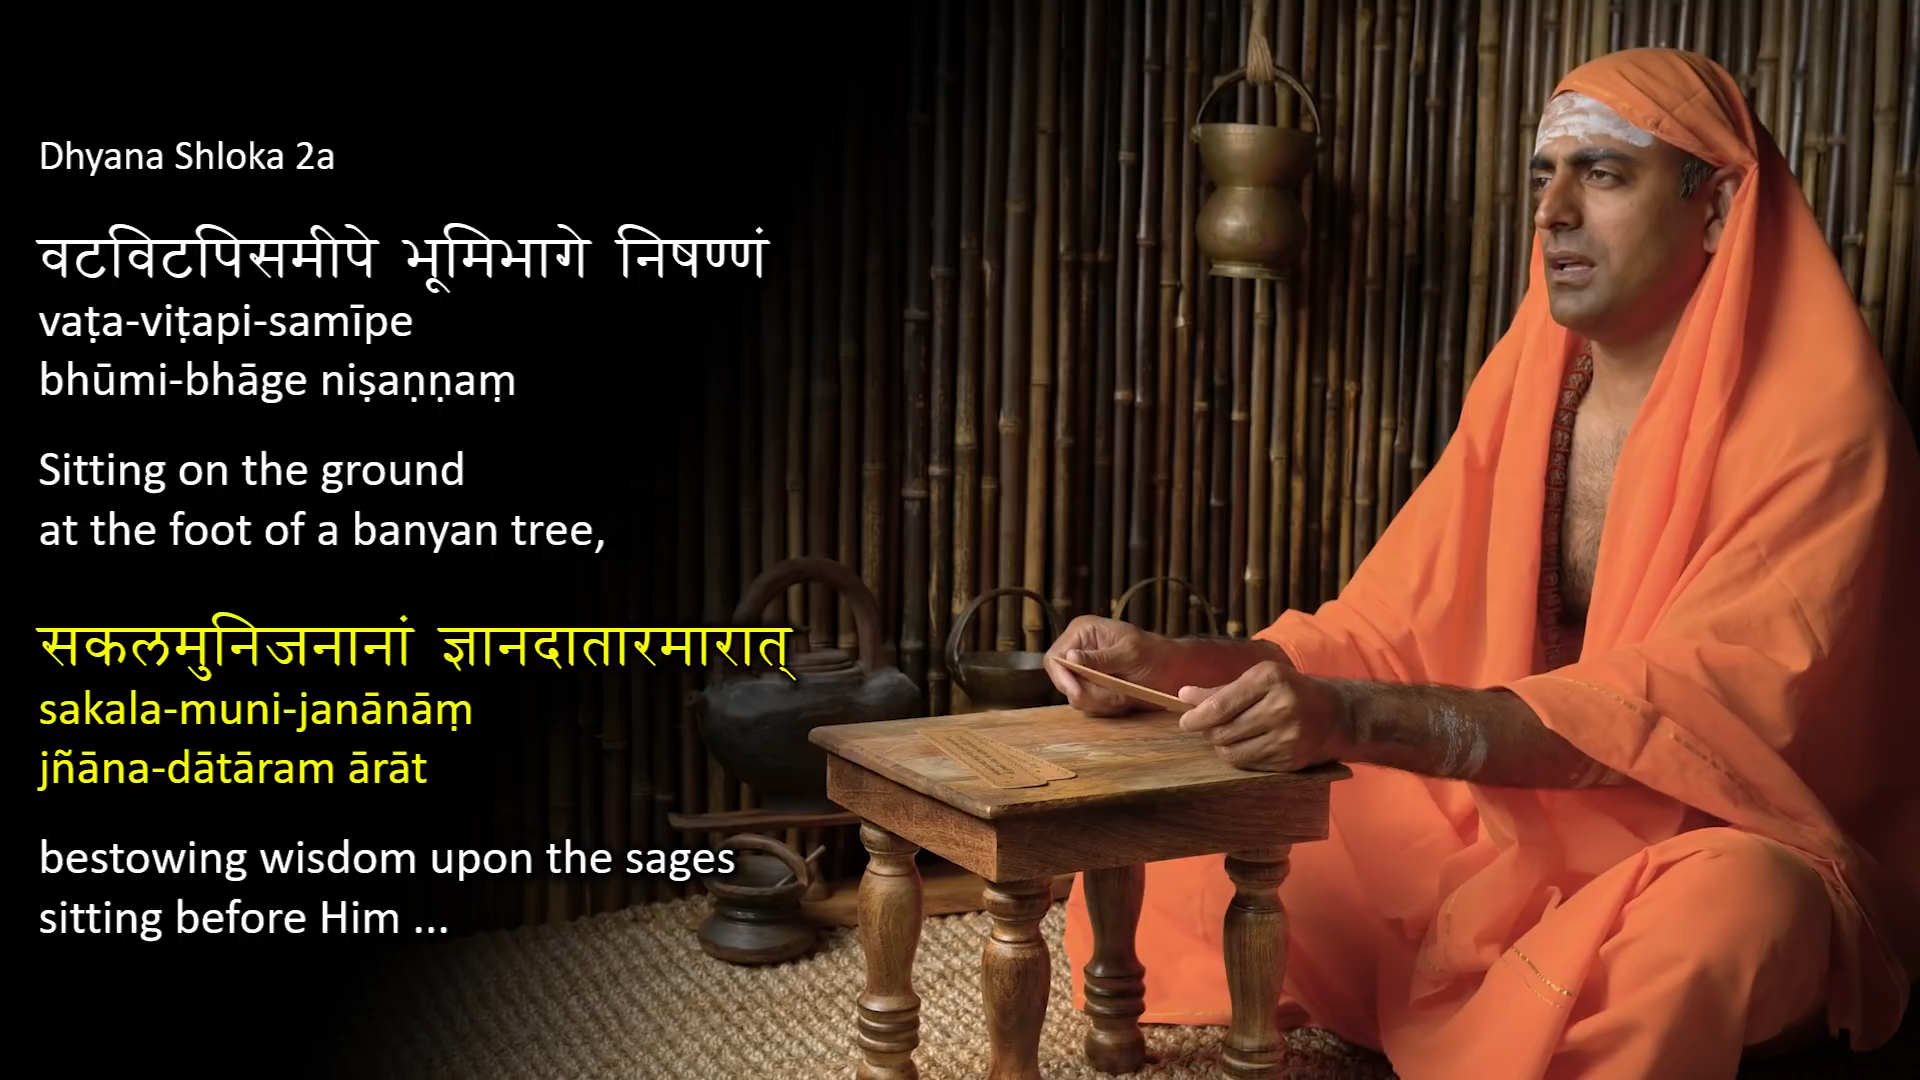 Dhyana Shloka 2a
वटविटपिसमीपे भूमिभागे निषण्णं
vaṭa-viṭapi-samīpe
bhūmi-bhāge niṣaṇṇaṃ
Sitting on the ground
at the foot of a banyan tree,
सकलमुनिजनानां ज्ञानदातारमारात्
sakala-muni-janānāṃ
jñāna-dātāram ārāt
bestowing wisdom upon the sages
sitting before Him ...